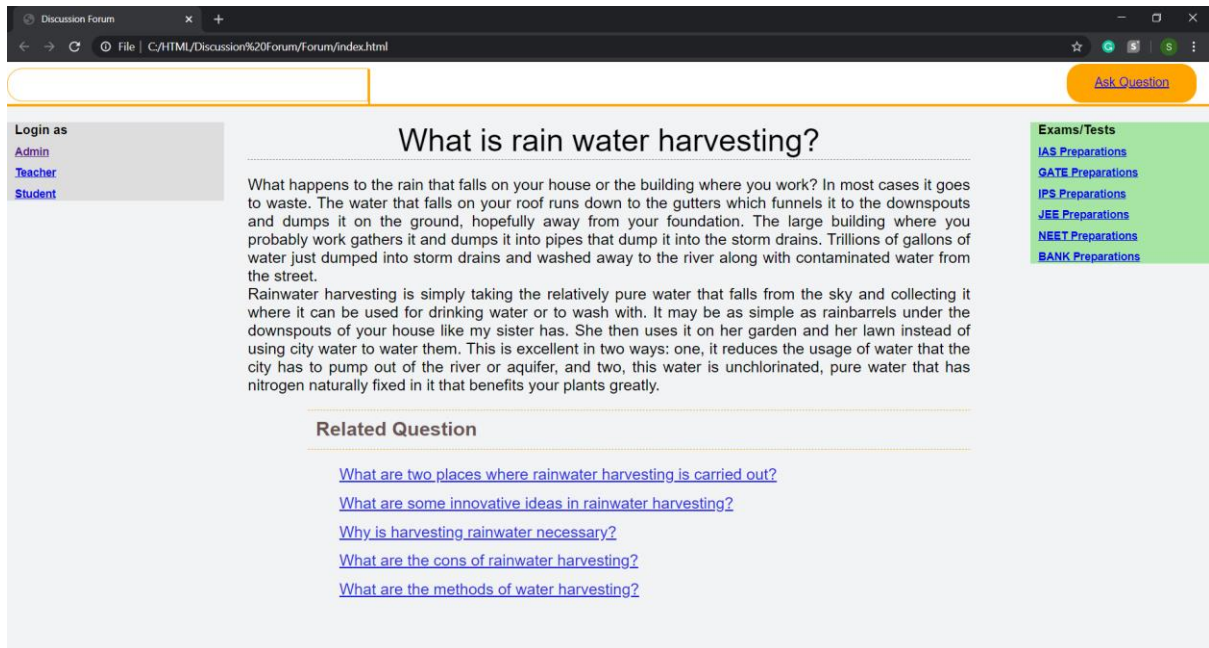 Discussion Forum
File | C:/HTML/Discussion%20Forum/Forum/index.html
S
Ask Question
Login as
Admin
Teacher
Student
What is rain water harvesting?
What happens to the rain that falls on your house or the building where you work? In most cases it goes
to waste. The water that falls on your roof runs down to the gutters which funnels it to the downspouts
and dumps it on the ground, hopefully away from your foundation. The large building where you
probably work gathers it and dumps it into pipes that dump it into the storm drains. Trillions of gallons of
water just dumped into storm drains and washed away to the river along with contaminated water from
the street.
Rainwater harvesting is simply taking the relatively pure water that falls from the sky and collecting it
where it can be used for drinking water or to wash with. It may be as simple as rainbarrels under the
downspouts of your house like my sister has. She then uses it on her garden and her lawn instead of
using city water to water them. This is excellent in two ways: one, it reduces the usage of water that the
city has to pump out of the river or aquifer, and two, this water is unchlorinated, pure water that has
nitrogen naturally fixed in it that benefits your plants greatly.
Related Question
What are two places where rainwater harvesting is carried out?
What are some innovative ideas in rainwater harvesting?
Why is harvesting rainwater necessary?
What are the cons of rainwater harvesting?
What are the methods of water harvesting?
Exams/Tests
IAS Preparations
GATE Preparations
IPS Preparations
JEE Preparations
NEET Preparations
BANK Preparations